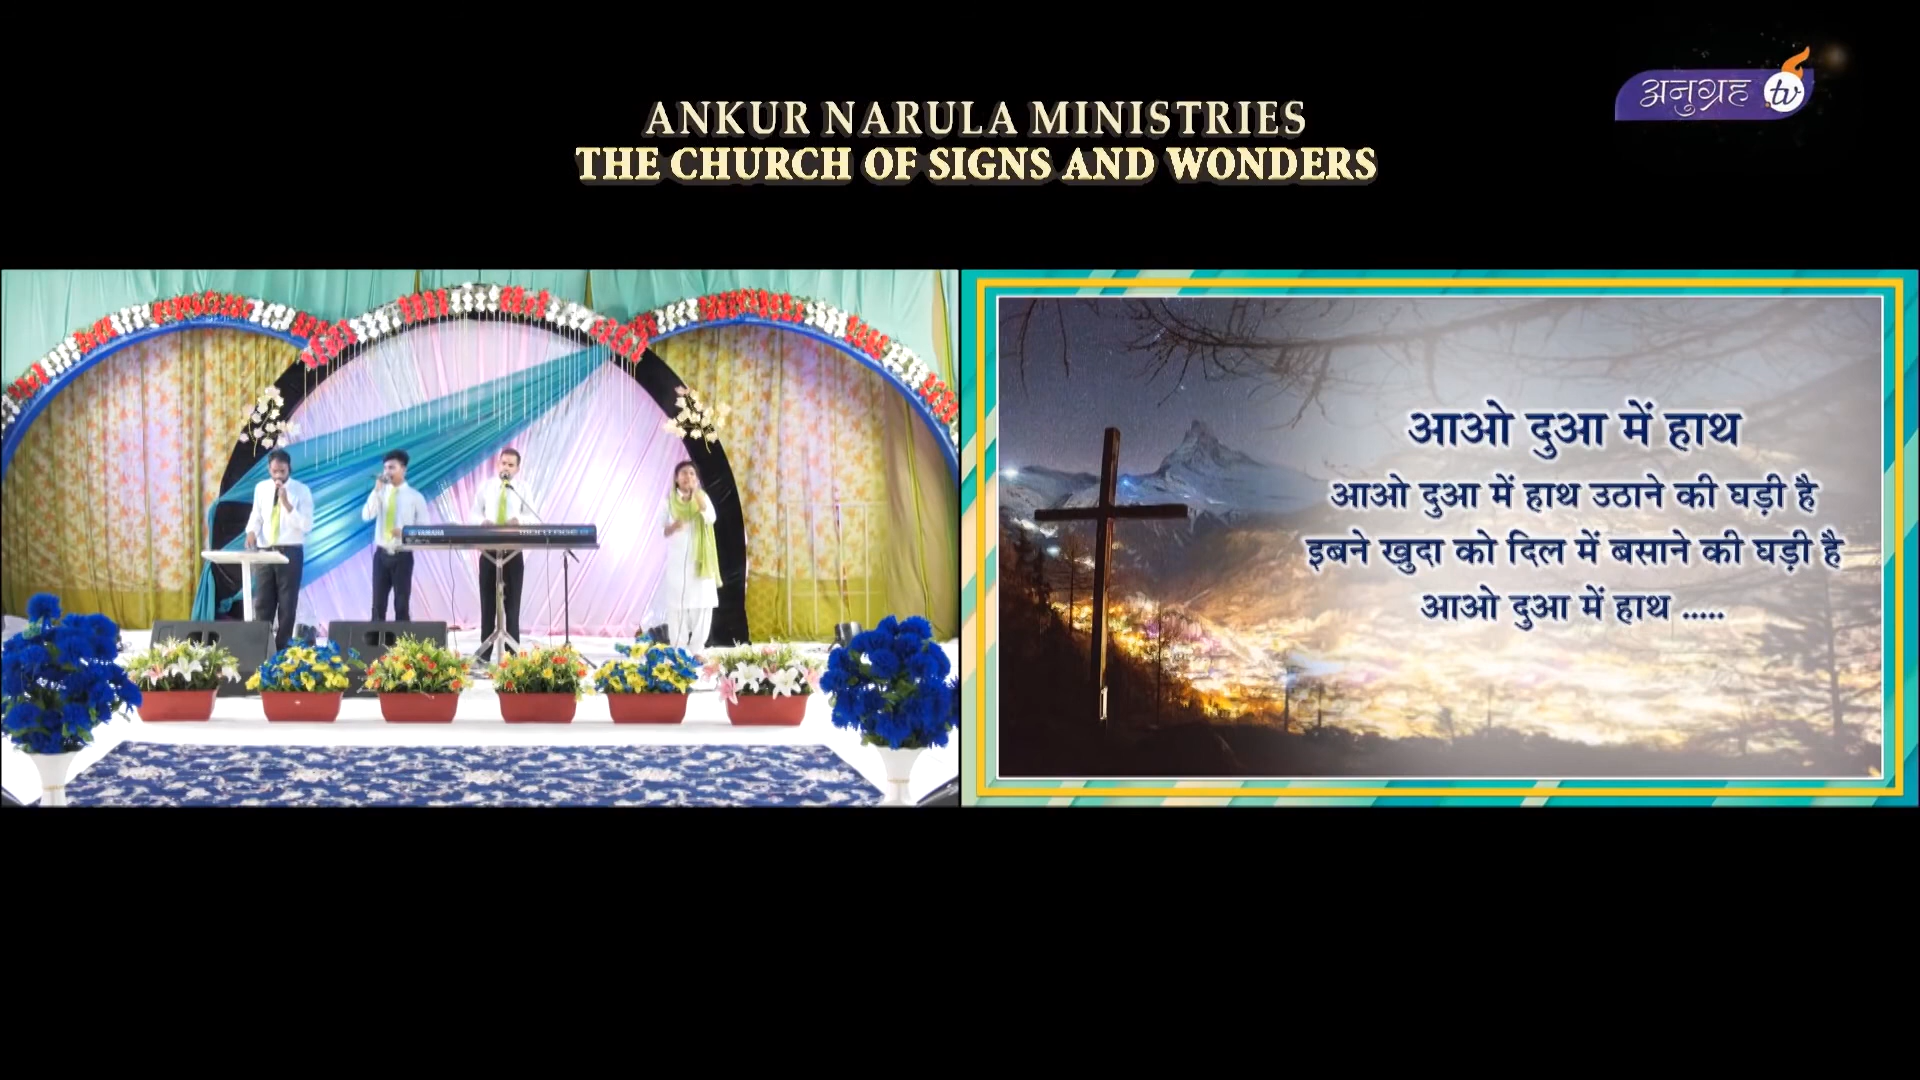 ANKUR NARULA MINISTRIES
THE CHURCH OF SIGNS AND WONDERS
अनुग्रह tv
आओ दुआ में हाथ
आओ दुआ में हाथ उठाने की घड़ी है
इबने खुदा को दिल में बसाने की घड़ी है
आओ दुआ में हाथ .....
YAMAHA